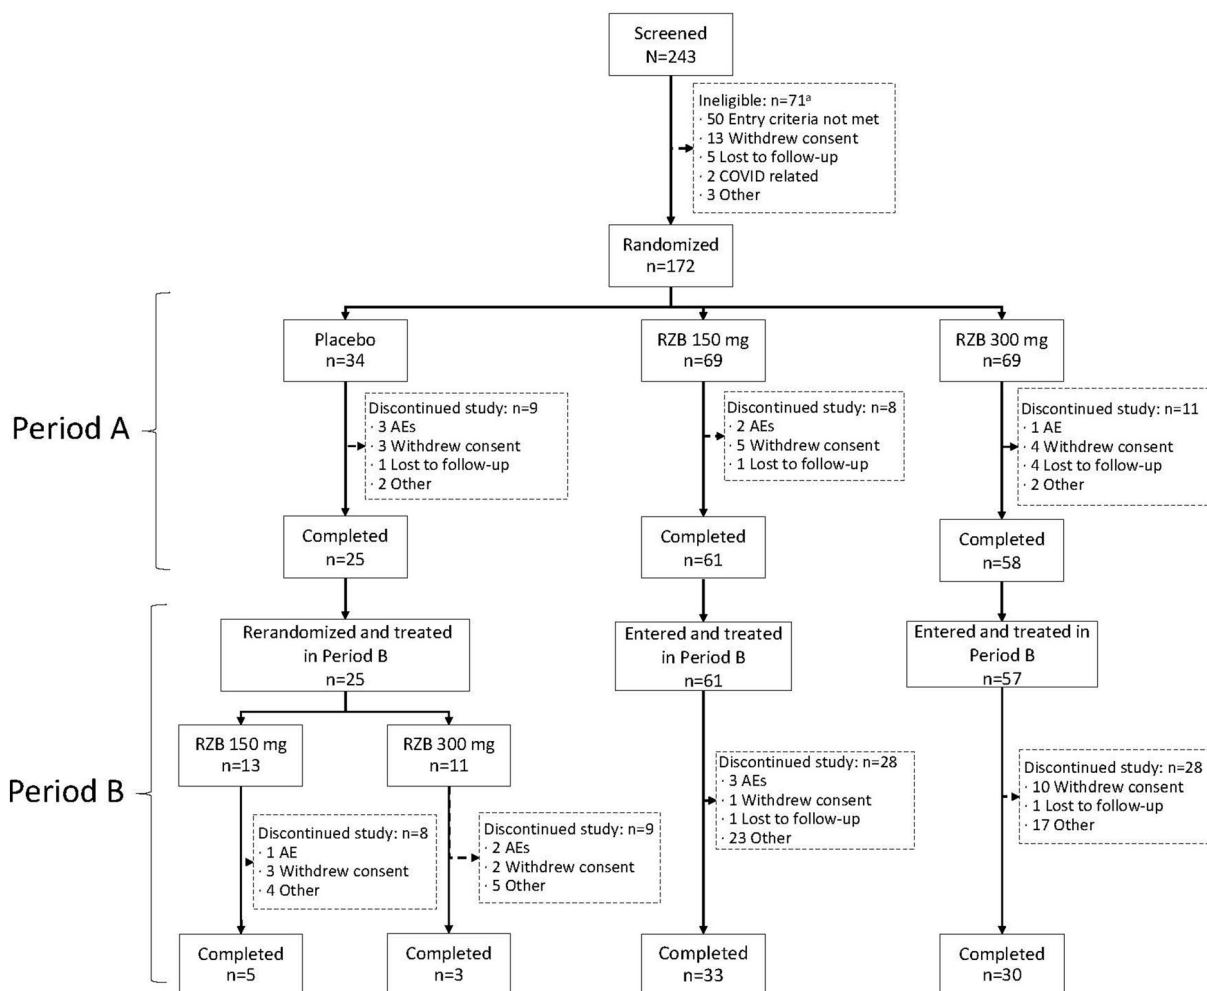 Screened
N=243
Ineligible: n=71ª
· 50 Entry criteria not met
· 13 Withdrew consent
· 5 Lost to follow-up
· 2 COVID related
· 3 Other
Randomized
n=172
Period A
Placebo
n=34
RZB 150 mg
n=69
RZB 300 mg
n=69
Discontinued study: n=9
· 3 AEs
· 3 Withdrew consent
· 1 Lost to follow-up
· 2 Other
Discontinued study: n=8
· 2 AEs
· 5 Withdrew consent
· 1 Lost to follow-up
Discontinued study: n=11
· 1 AE
· 4 Withdrew consent
· 4 Lost to follow-up
· 2 Other
Completed
n=25
Completed
n=61
Completed
n=58
Period B
Rerandomized and treated
in Period B
n=25
Entered and treated
in Period B
n=61
Entered and treated in
Period B
n=57
RZB 150 mg
n=13
RZB 300 mg
n=11
Discontinued study: n=8
· 1 AE
· 3 Withdrew consent
· 4 Other
Discontinued study: n=9
· 2 AEs
· 2 Withdrew consent
· 5 Other
Discontinued study: n=28
· 3 AEs
· 1 Withdrew consent
· 1 Lost to follow-up
· 23 Other
Discontinued study: n=28
· 10 Withdrew consent
· 1 Lost to follow-up
· 17 Other
Completed
n=5
Completed
n=3
Completed
n=33
Completed
n=30